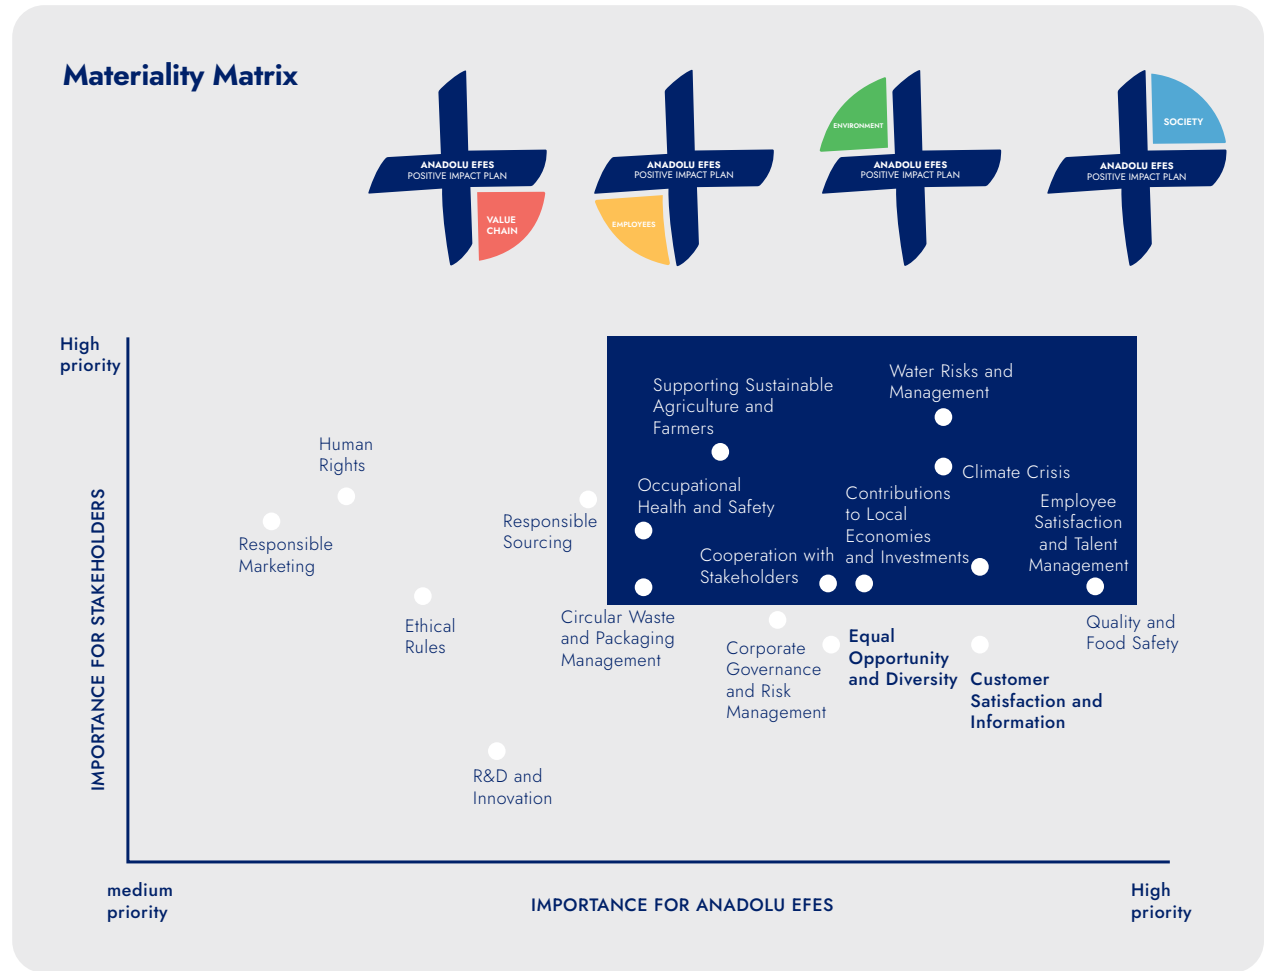 Materiality Matrix
ANADOLU EFES
POSITIVE IMPACT PLAN
VALUE
CHAIN
ANADOLU EFES
POSITIVE IMPACT PLAN
EMPLOYEES
ENVIRONMENT
ANADOLU EFES
POSITIVE IMPACT PLAN
SOCIETY
ANADOLU EFES
POSITIVE IMPACT PLAN
High
priority
IMPORTANCE FOR STAKEHOLDERS
Water Risks and
Management
Supporting Sustainable
Agriculture and
Farmers
Human
Rights
Climate Crisis
Occupational
Health and Safety
Contributions
to Local
Economies
and Investments
Employee
Satisfaction
and Talent
Management
Responsible
Sourcing
Responsible
Marketing
Cooperation with
Stakeholders
Circular Waste
and Packaging
Management
Ethical
Rules
Quality and
Food Safety
Equal
Opportunity
and Diversity
Corporate
Governance
and Risk
Management
Customer
Satisfaction and
Information
R&D and
Innovation
medium
priority
IMPORTANCE FOR ANADOLU EFES
High
priority